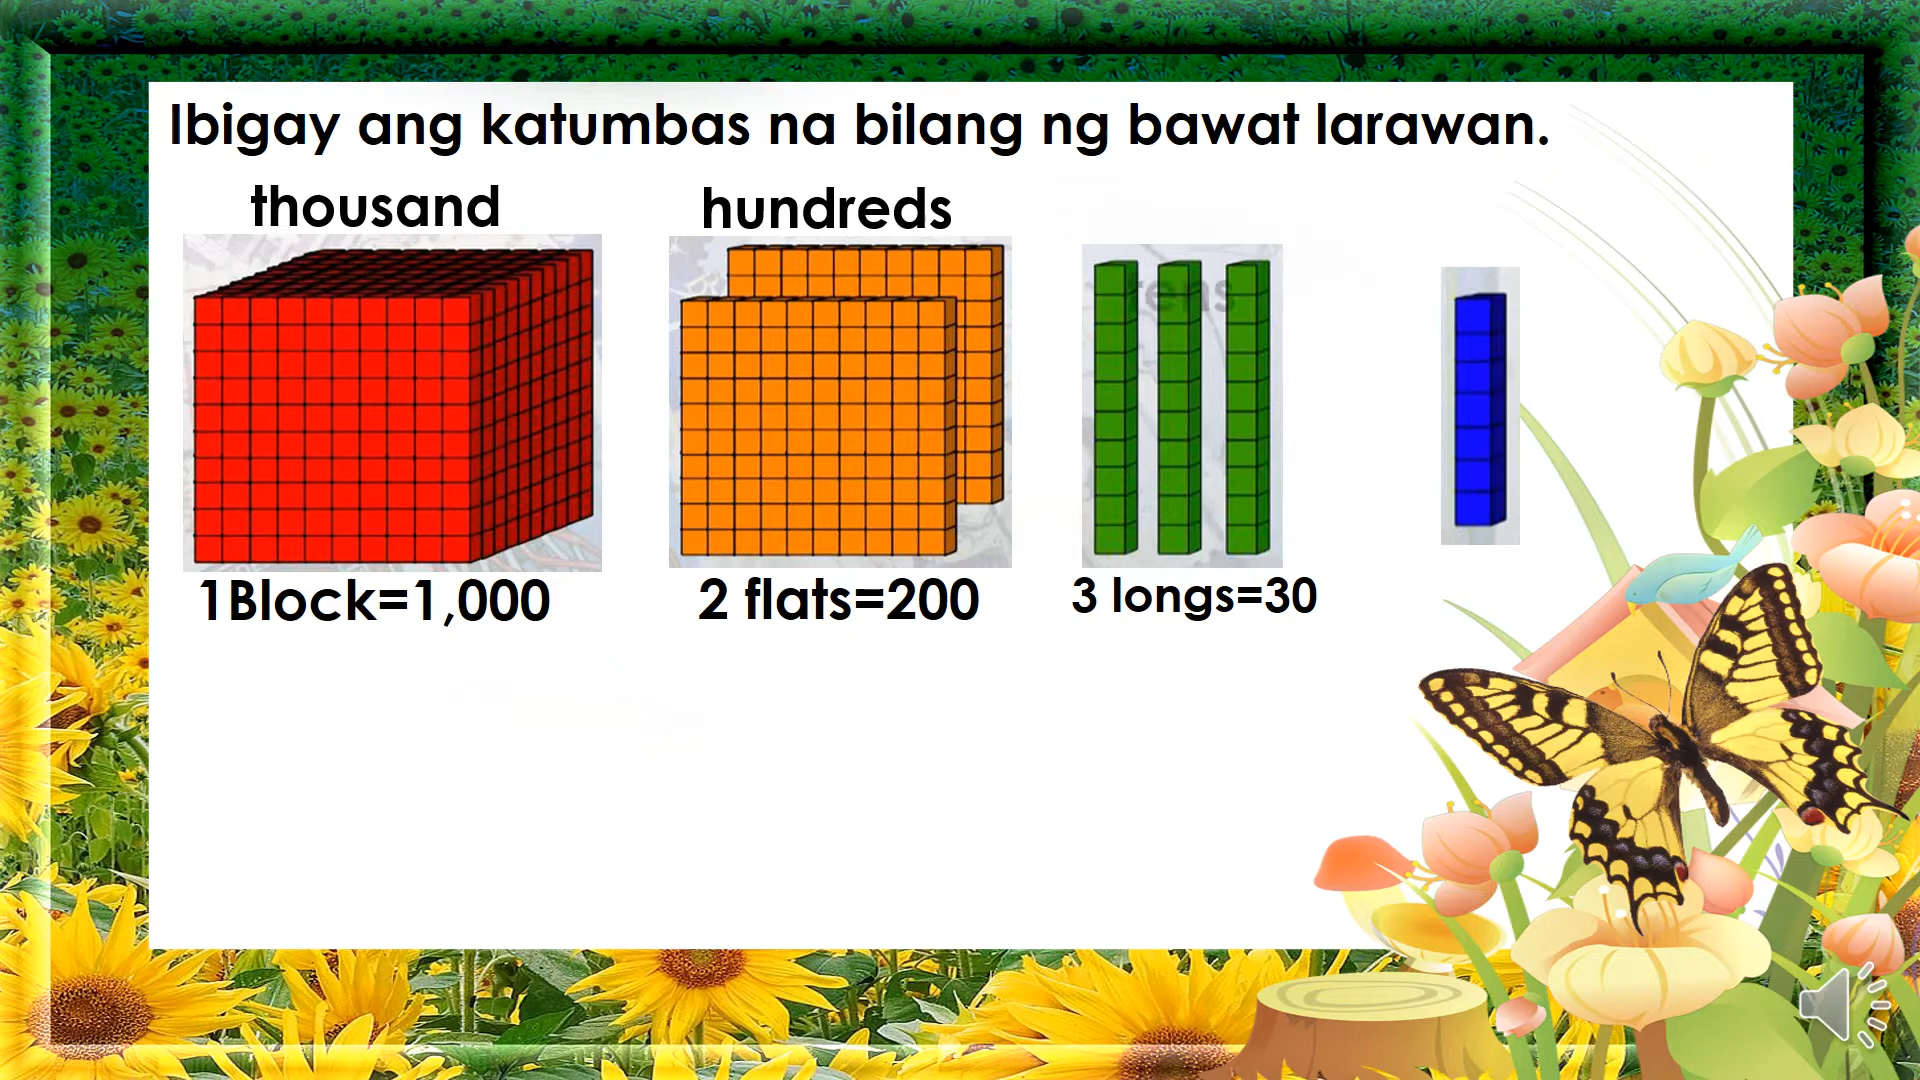 Ibigay ang katumbas na bilang ng bawat larawan.
thousand
hundreds
tens
1Block=1,000
2 flats=200
3 longs=30